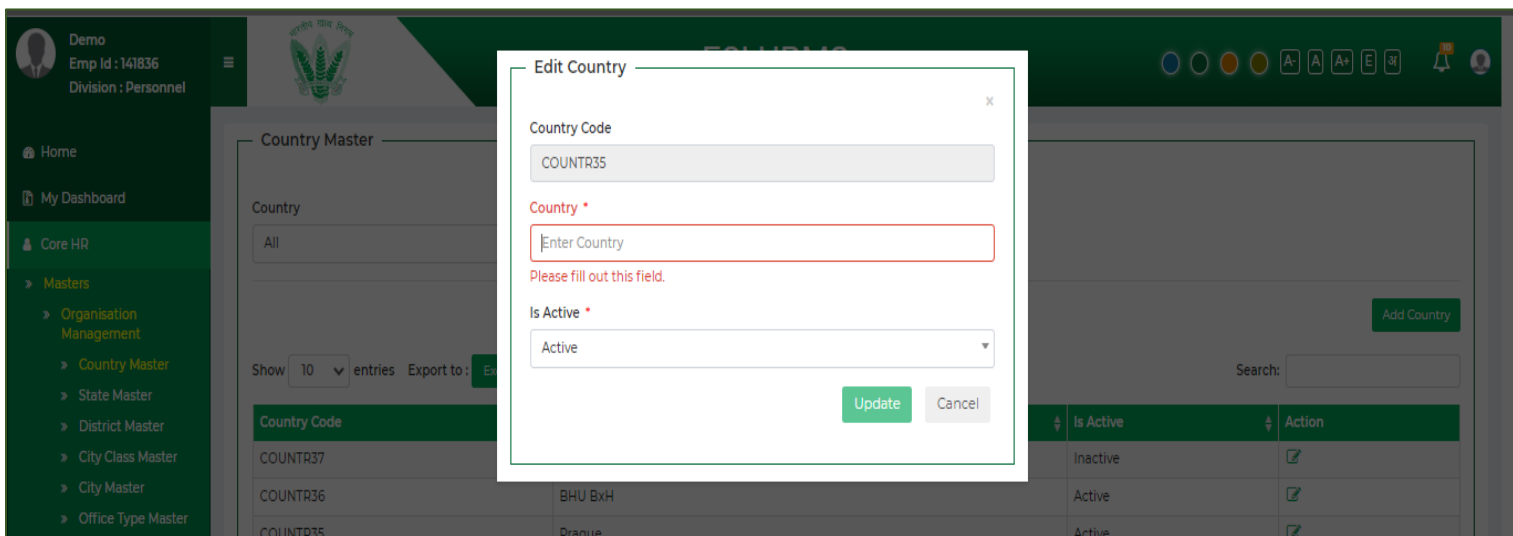 Demo
Emp Id : 141836
Division : Personnel
A- A A+ E अ
10
Home
My Dashboard
Core HR
» Masters
» Organisation
Management
» Country Master
» State Master
» District Master
» City Class Master
» City Master
» Office Type Master
Country Master
Country
All
Add Country
Show 10 entries Export to :
Search:
Country Code Is Active Action
COUNTR37 Inactive
COUNTR36 BHU BxH Active
COUNTR35 Prague Active
Edit Country
x
Country Code
COUNTR35
Country *
Enter Country
Please fill out this field.
Is Active *
Active
Update Cancel